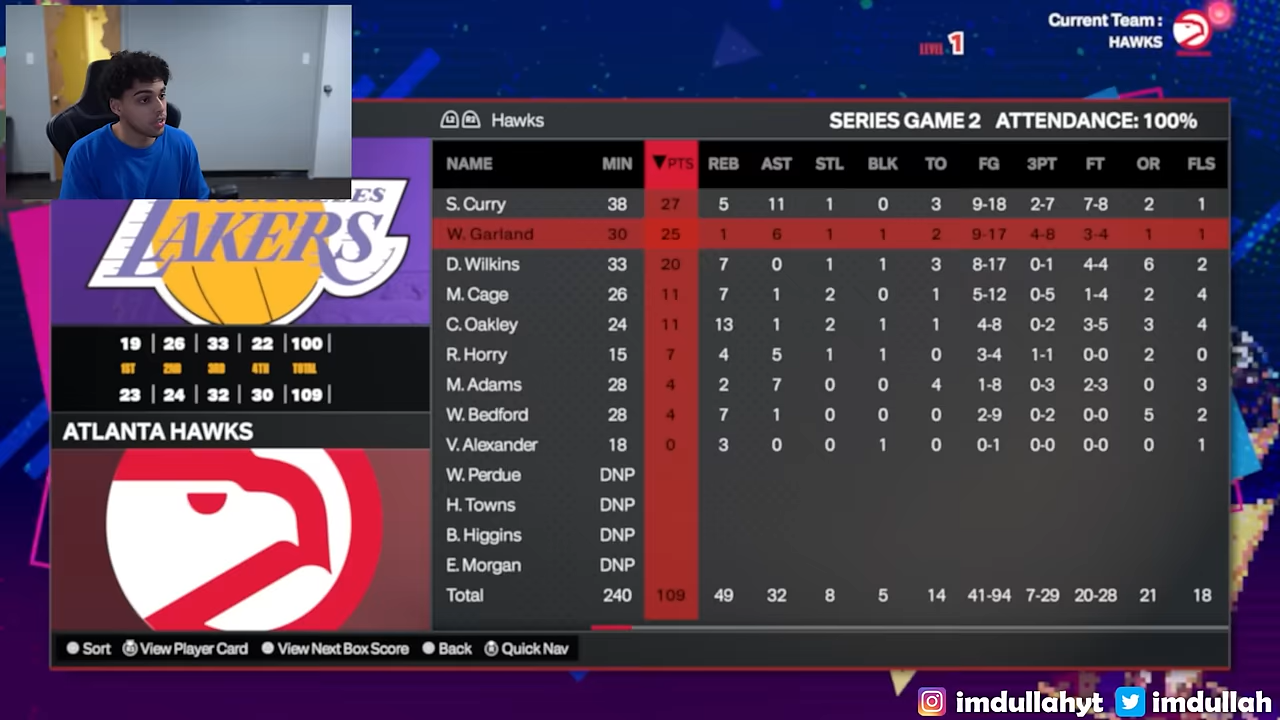 Current Team :
HAWKS
LEVEL 1
L2 R2 Hawks
SERIES GAME 2 ATTENDANCE: 100%
NAME MIN ▼PTS REB AST STL BLK TO FG 3PT FT OR FLS
S. Curry 38 27 5 11 1 0 3 9-18 2-7 7-8 2 1
W. Garland 30 25 1 6 1 1 2 9-17 4-8 3-4 1 1
D. Wilkins 33 20 7 0 1 1 3 8-17 0-1 4-4 6 2
M. Cage 26 11 7 1 2 0 1 5-12 0-5 1-4 2 4
C. Oakley 24 11 13 1 2 1 1 4-8 0-2 3-5 3 4
R. Horry 15 7 4 5 1 1 0 3-4 1-1 0-0 2 0
M. Adams 28 4 2 7 0 0 4 1-8 0-3 2-3 0 3
W. Bedford 28 4 7 1 0 0 0 2-9 0-2 0-0 5 2
V. Alexander 18 0 3 0 0 1 0 0-1 0-0 0-0 0 1
W. Perdue DNP
H. Towns DNP
B. Higgins DNP
E. Morgan DNP
Total 240 109 49 32 8 5 14 41-94 7-29 20-28 21 18
LOS ANGELES
LAKERS
19 | 26 | 33 | 22 | 100 |
1ST 2ND 3RD 4TH TOTAL
23 | 24 | 32 | 30 | 109 |
ATLANTA HAWKS
Sort View Player Card View Next Box Score Back Quick Nav
imdullahyt imdullah